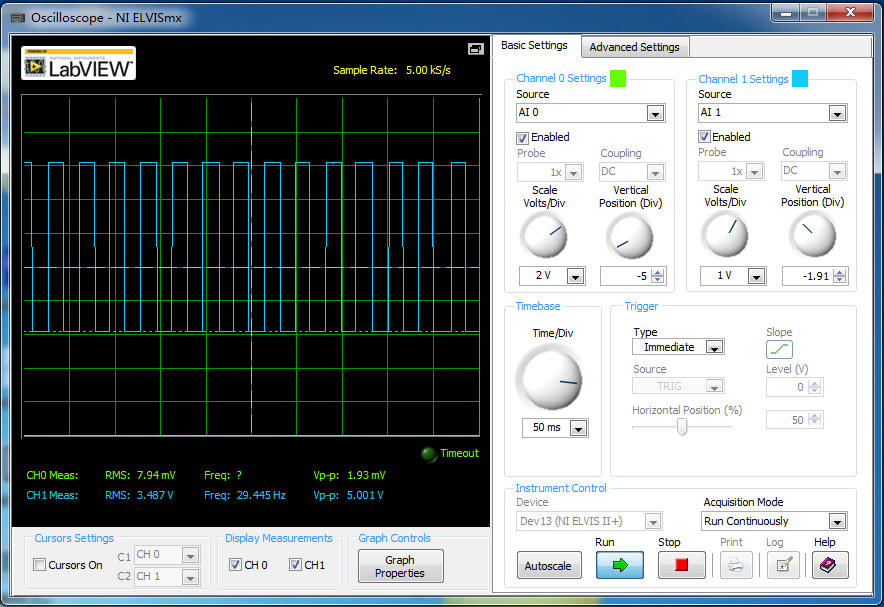 Oscilloscope - NI ELVISmx
POWERED BY
NATIONAL INSTRUMENTS
LabVIEW™
Sample Rate: 5.00 kS/s
Timeout
CH0 Meas: RMS: 7.94 mV Freq: ? Vp-p: 1.93 mV
CH1 Meas: RMS: 3.487 V Freq: 29.445 Hz Vp-p: 5.001 V
Cursors Settings
Cursors On
C1 CH 0
C2 CH 1
Display Measurements
CH 0 CH1
Graph Controls
Graph
Properties
Basic Settings Advanced Settings
Channel 0 Settings
Source
AI 0
Enabled
Probe Coupling
1x DC
Scale Vertical
Volts/Div Position (Div)
2 V -5
Channel 1 Settings
Source
AI 1
Enabled
Probe Coupling
1x DC
Scale Vertical
Volts/Div Position (Div)
1 V -1.91
Timebase
Time/Div
50 ms
Trigger
Type Slope
Immediate
Source Level (V)
TRIG 0
Horizontal Position (%)
50
Instrument Control
Device Acquisition Mode
Dev13 (NI ELVIS II+) Run Continuously
Run Stop Print Log Help
Autoscale